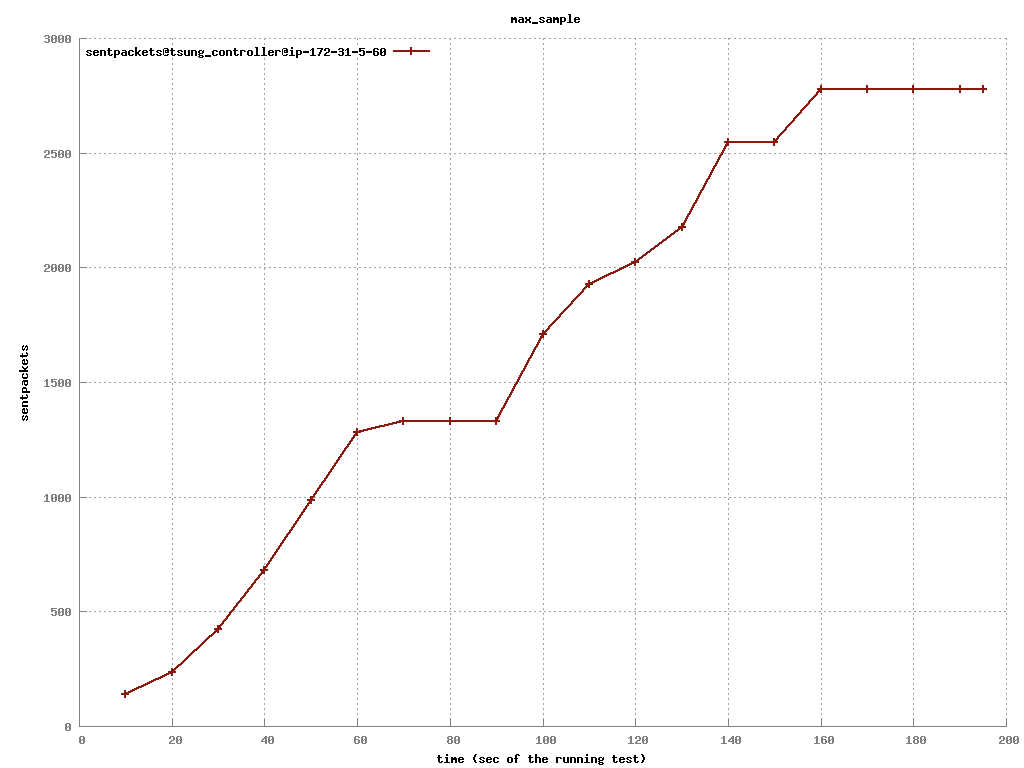 max_sample
3000
sentpackets@tsung_controller@ip-172-31-5-60
2500
2000
1500
1000
500
0
sentpackets
0 20 40 60 80 100 120 140 160 180 200
time (sec of the running test)